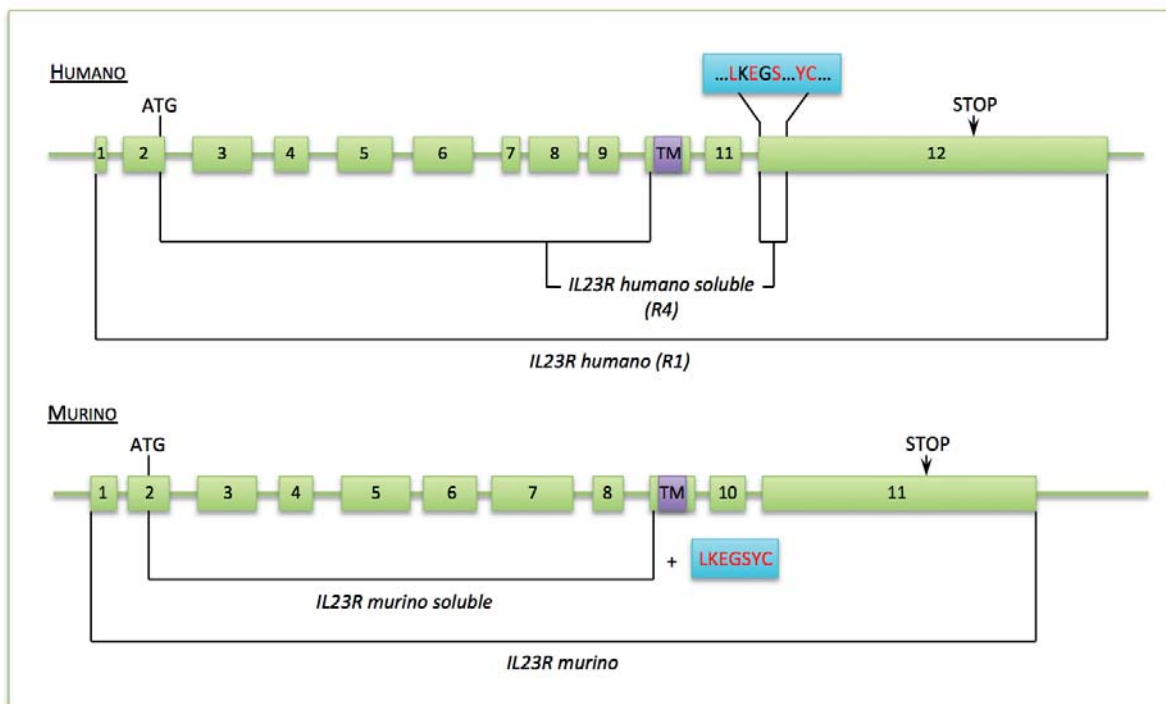 HUMANO
...LKEGS...YC...
ATG
STOP
1 2 3 4 5 6 7 8 9 TM 11 12
IL23R humano soluble
(R4)
IL23R humano (R1)
MURINO
ATG
STOP
1 2 3 4 5 6 7 8 TM 10 11
+ LKEGSYC
IL23R murino soluble
IL23R murino